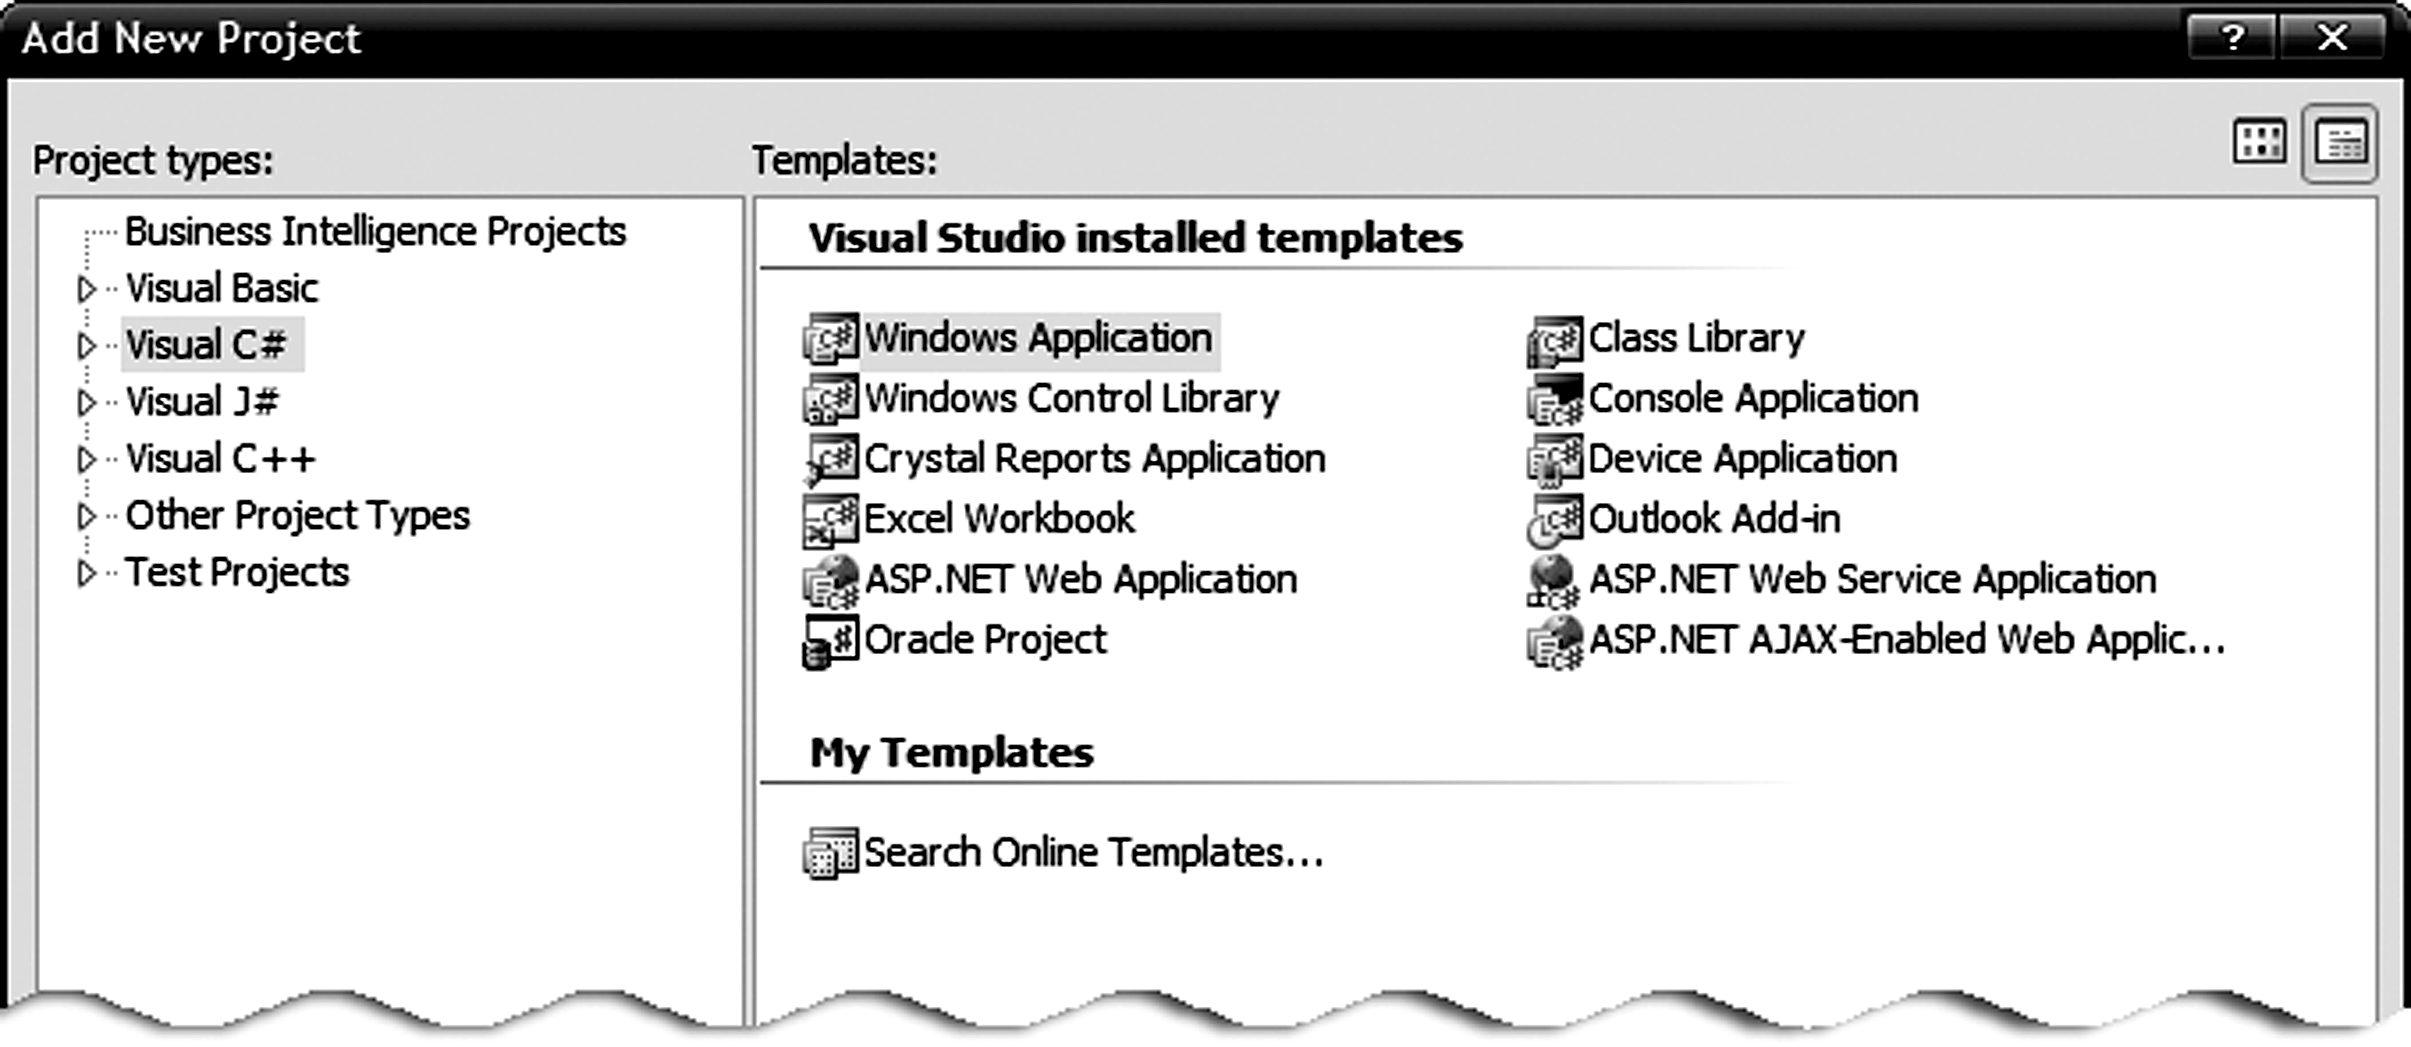 Add New Project
Project types:
Business Intelligence Projects
Visual Basic
Visual C#
Visual J#
Visual C++
Other Project Types
Test Projects
Templates:
Visual Studio installed templates
Windows Application
Class Library
Windows Control Library
Console Application
Crystal Reports Application
Device Application
Excel Workbook
Outlook Add-in
ASP.NET Web Application
ASP.NET Web Service Application
Oracle Project
ASP.NET AJAX-Enabled Web Applic...
My Templates
Search Online Templates...